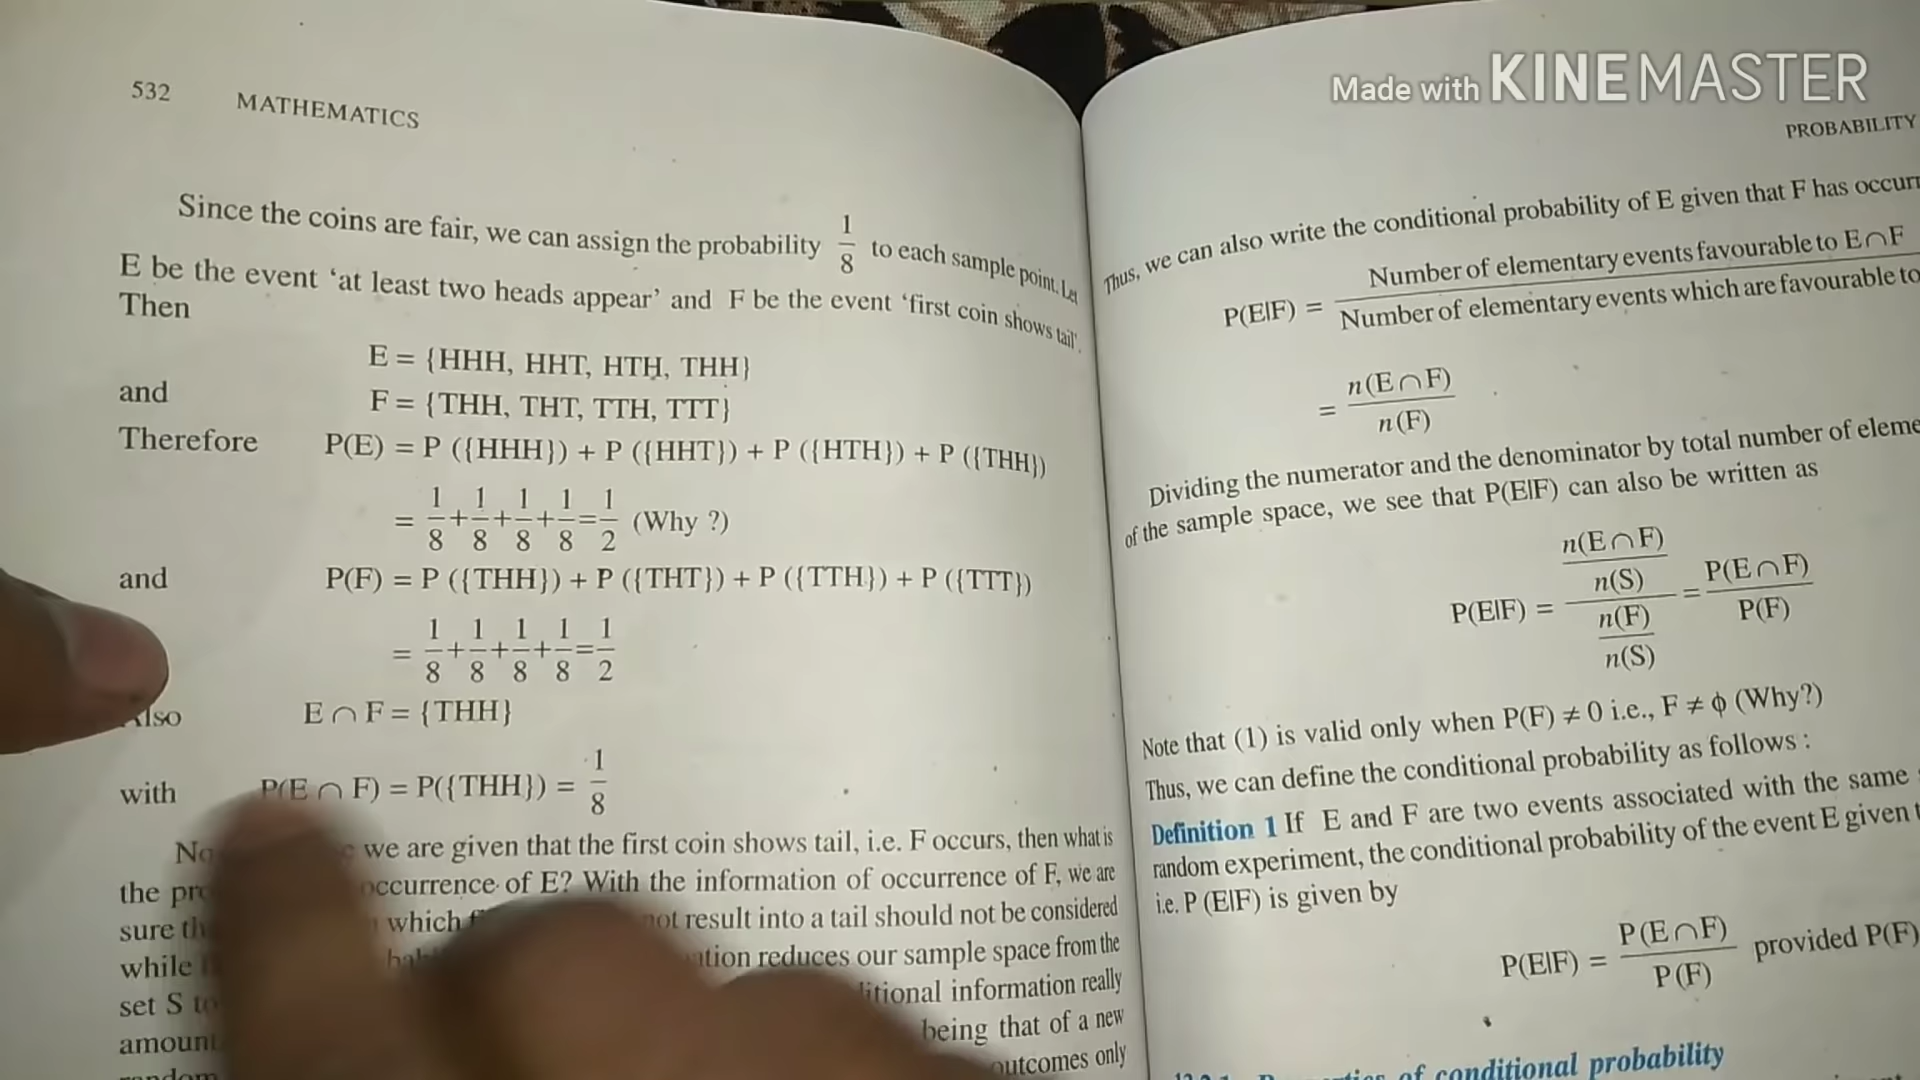 Made with KINEMASTER
532 MATHEMATICS
Since the coins are fair, we can assign the probability 1/8 to each sample point. Let
E be the event ‘at least two heads appear’ and F be the event ‘first coin shows tail’.
Then
E = {HHH, HHT, HTH, THH}
and
F = {THH, THT, TTH, TTT}
Therefore P(E) = P ({HHH}) + P ({HHT}) + P ({HTH}) + P ({THH})
= 1/8 + 1/8 + 1/8 + 1/8 = 1/2 (Why ?)
and P(F) = P ({THH}) + P ({THT}) + P ({TTH}) + P ({TTT})
= 1/8 + 1/8 + 1/8 + 1/8 = 1/2
Also E ∩ F = {THH}
with P(E ∩ F) = P({THH}) = 1/8
we are given that the first coin shows tail, i.e. F occurs, then what is
the occurrence of E? With the information of occurrence of F, we are
sure which not result into a tail should not be considered
while reduces our sample space from the
set S to information really
being that of a new
outcomes only
PROBABILITY
Thus, we can also write the conditional probability of E given that F has
P(E|F) = Number of elementary events favourable to E ∩ F / Number of elementary events which are favourable to
= n(E ∩ F) / n(F)
Dividing the numerator and the denominator by total number of
of the sample space, we see that P(E|F) can also be written as
P(E|F) = (n(E ∩ F) / n(S)) / (n(F) / n(S)) = P(E ∩ F) / P(F)
Note that (1) is valid only when P(F) ≠ 0 i.e., F ≠ φ (Why?)
Thus, we can define the conditional probability as follows :
Definition 1 If E and F are two events associated with the same
random experiment, the conditional probability of the event E given
i.e. P (E|F) is given by
P(E|F) = P(E ∩ F) / P(F) provided P(F)
of conditional probability